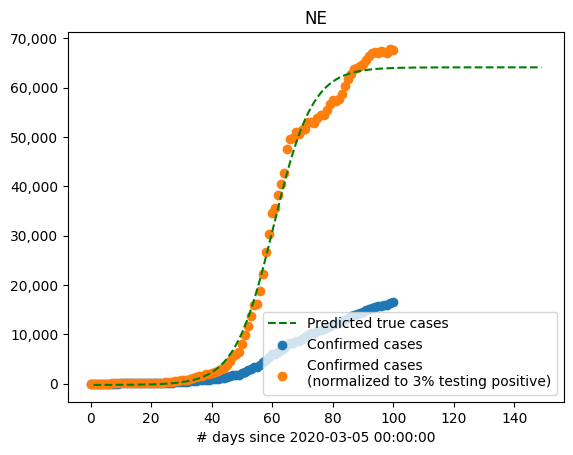 NE
70,000
60,000
50,000
40,000
30,000
20,000
10,000
0
Predicted true cases
Confirmed cases
Confirmed cases
(normalized to 3% testing positive)
0 20 40 60 80 100 120 140
# days since 2020-03-05 00:00:00